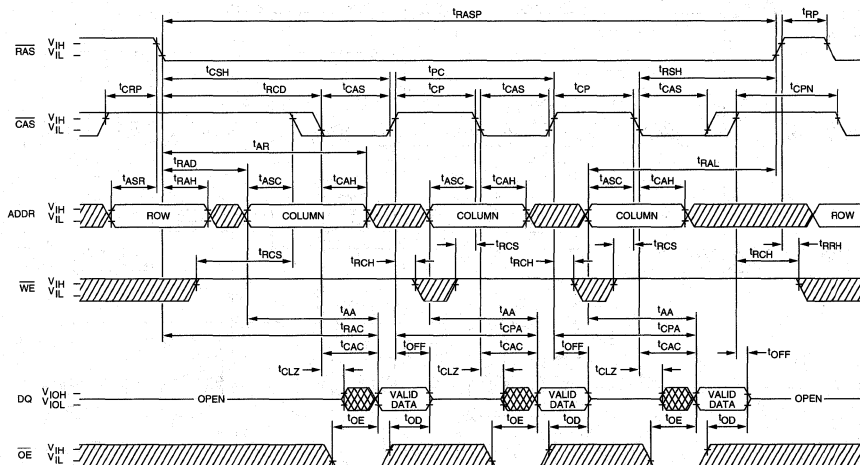 tRASP tRP
RAS VIH VIL
tCSH tPC tRSH
tCRP tRCD tCAS tCP tCAS tCP tCAS tCPN
CAS VIH VIL
tAR
tRAD tRAL
tASR tRAH tASC tCAH tASC tCAH tASC tCAH
ADDR VIH VIL ROW COLUMN COLUMN COLUMN ROW
tRCS tRCH tRCS tRCH tRCS tRCH tRRH
WE VIH VIL
tAA tAA tAA
tRAC tCPA tCPA
tCAC tOFF tCAC tOFF tCAC tOFF
tCLZ tCLZ tCLZ
DQ VIOH VIOL OPEN VALID DATA VALID DATA VALID DATA OPEN
tOE tOD tOE tOD tOE tOD
OE VIH VIL